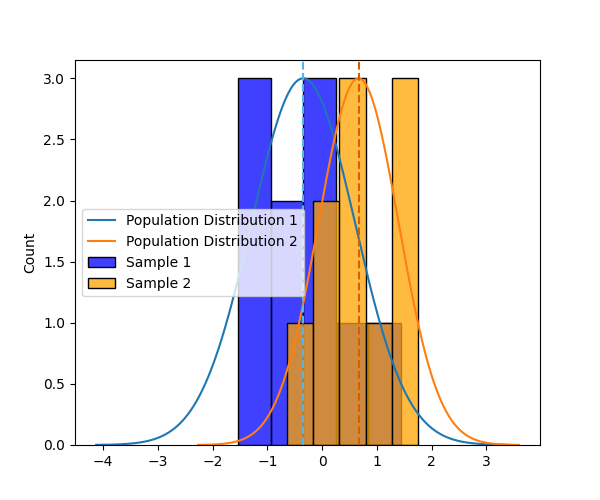 3.0
2.5
2.0
1.5
1.0
0.5
0.0
Count
Population Distribution 1
Population Distribution 2
Sample 1
Sample 2
−4 −3 −2 −1 0 1 2 3